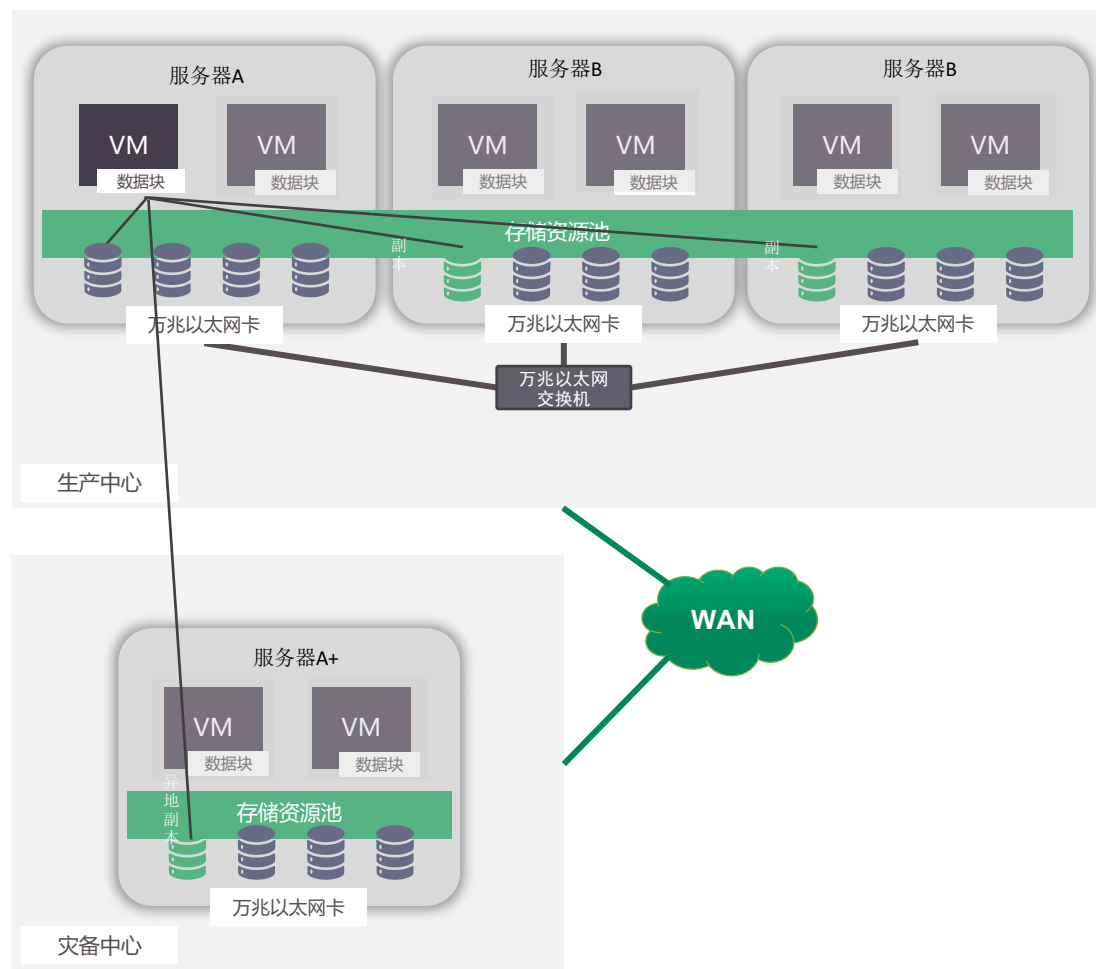 服务器A
服务器B
服务器B
VM
数据块
VM
数据块
VM
数据块
VM
数据块
VM
数据块
VM
数据块
存储资源池
副
本
副
本
万兆以太网卡
万兆以太网卡
万兆以太网卡
万兆以太网
交换机
生产中心
WAN
服务器A+
VM
数据块
VM
数据块
异
地
副
本
存储资源池
万兆以太网卡
灾备中心